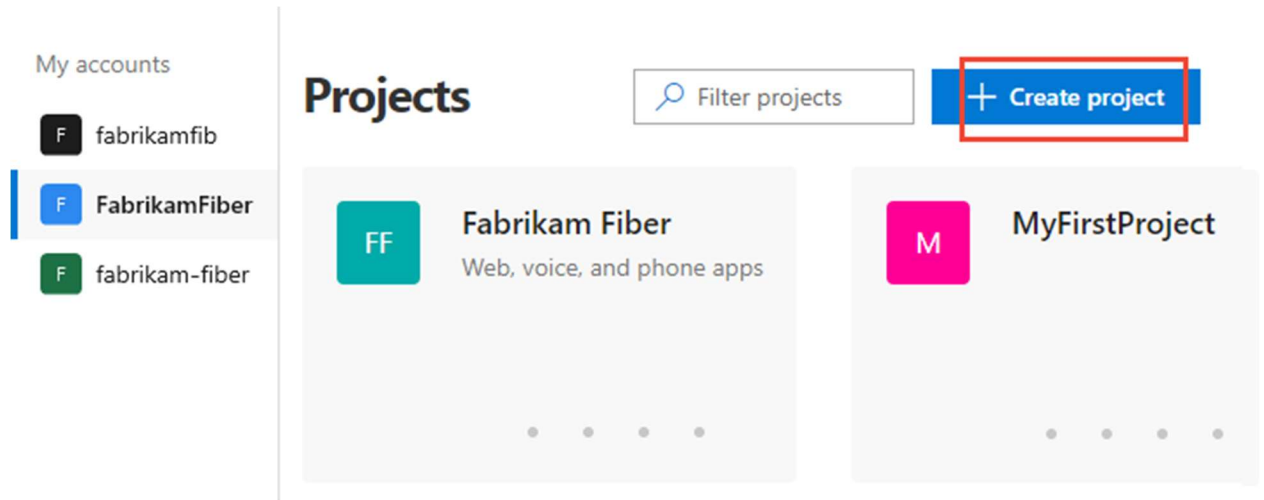 My accounts
F fabrikamfib
F FabrikamFiber
F fabrikam-fiber
Projects
Filter projects
+ Create project
FF
Fabrikam Fiber
Web, voice, and phone apps
M
MyFirstProject